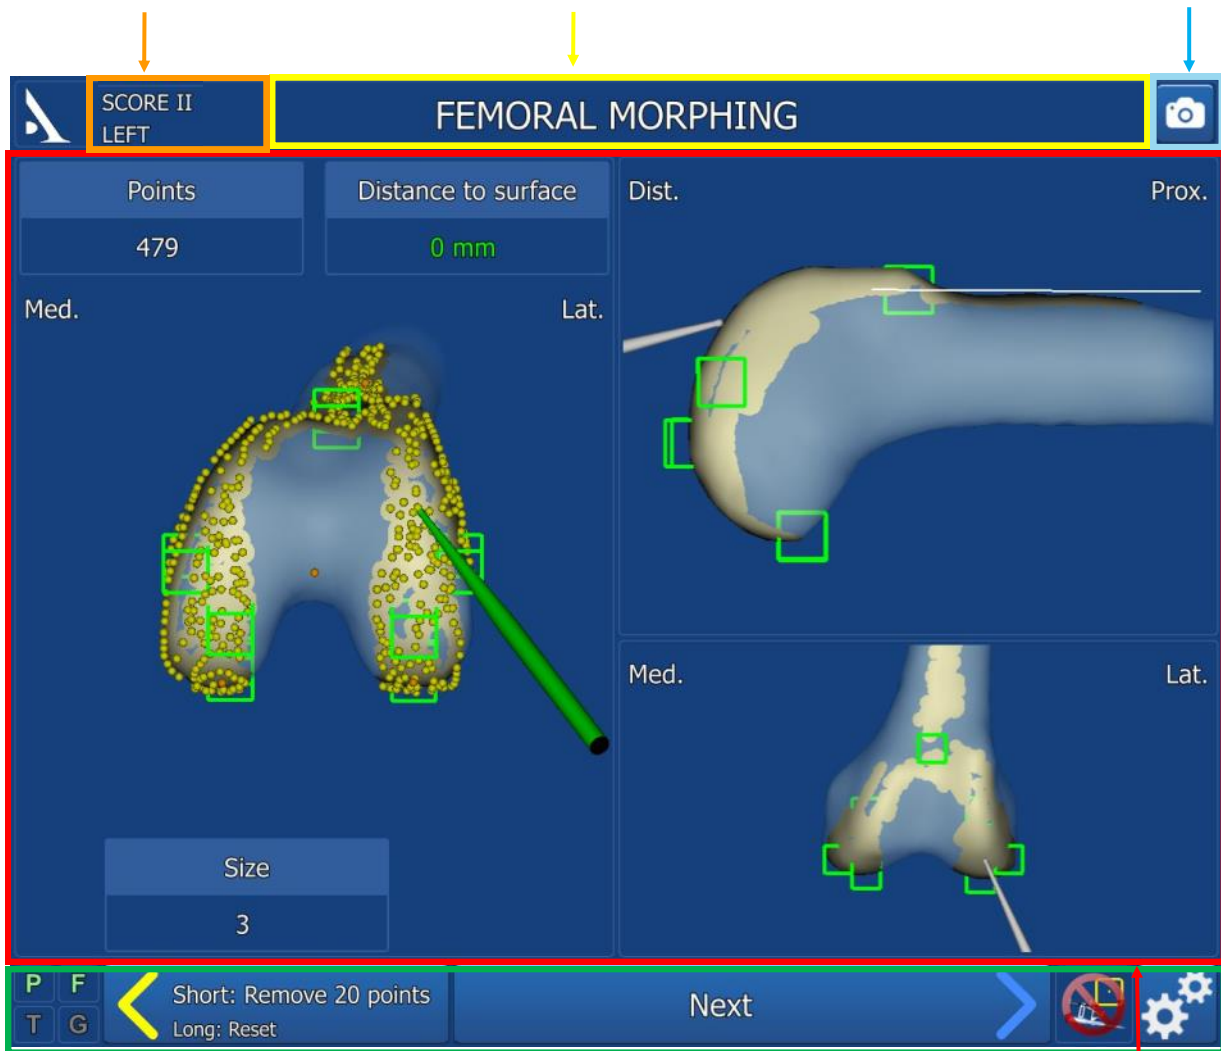 SCORE II
LEFT
FEMORAL MORPHING
Points
479
Distance to surface
0 mm
Med.
Lat.
Dist.
Prox.
Med.
Lat.
Size
3
P F
T G
Short: Remove 20 points
Long: Reset
Next